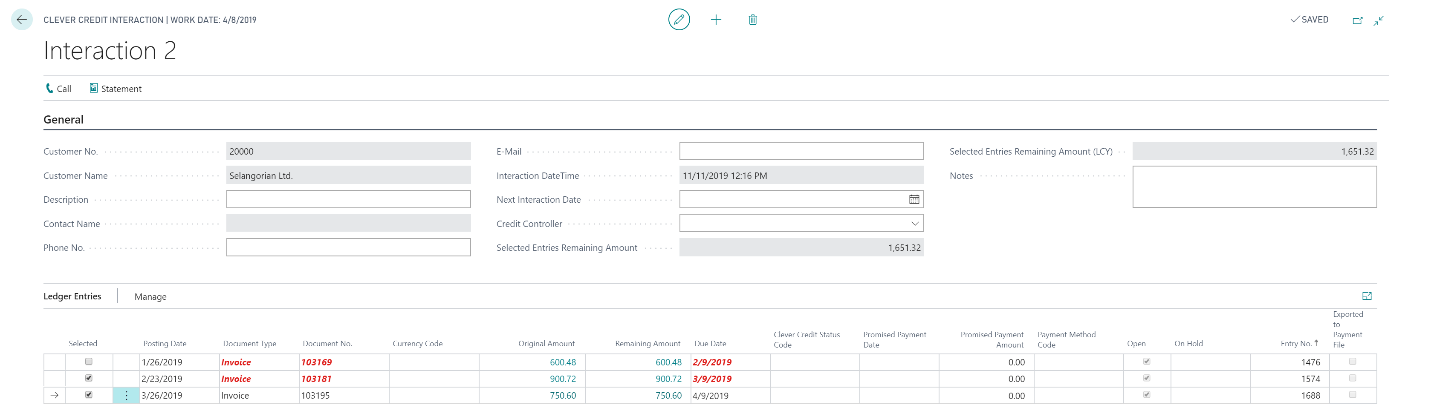 CLEVER CREDIT INTERACTION | WORK DATE: 4/8/2019
SAVED
Interaction 2
Call Statement
General
Customer No. 20000 E-Mail Selected Entries Remaining Amount (LCY) 1,651.32
Customer Name Selangorian Ltd. Interaction DateTime 11/11/2019 12:16 PM Notes
Description Next Interaction Date
Contact Name Credit Controller
Phone No. Selected Entries Remaining Amount 1,651.32
Ledger Entries Manage
Selected Posting Date Document Type Document No. Currency Code Original Amount Remaining Amount Due Date Clever Credit Status Code Promised Payment Date Promised Payment Amount Payment Method Code Open On Hold Entry No. ↑ Exported to Payment File
1/26/2019 Invoice 103169 600.48 600.48 2/9/2019 0.00 1476
2/23/2019 Invoice 103181 900.72 900.72 3/9/2019 0.00 1574
3/26/2019 Invoice 103195 750.60 750.60 4/9/2019 0.00 1688